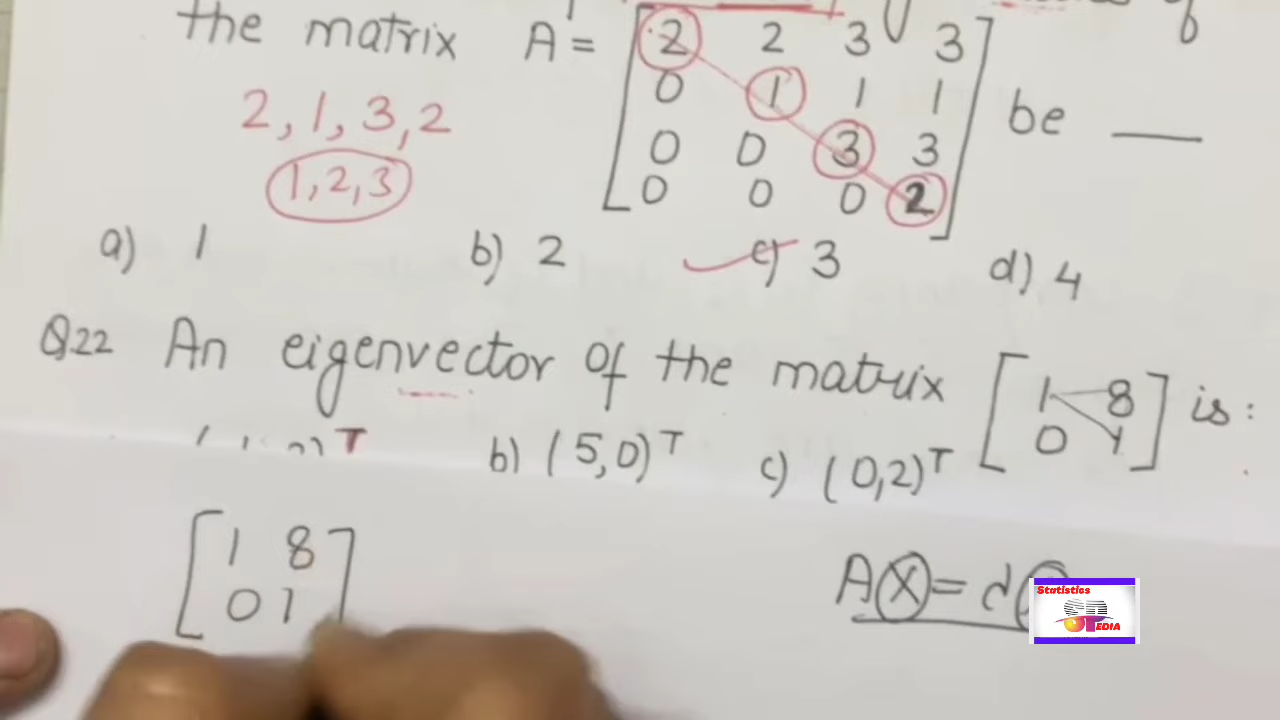 the matrix A = [ 2 2 3 3
0 1 1 1
0 0 3 3
0 0 0 2 ] be ___
2, 1, 3, 2
1, 2, 3
a) 1 b) 2 c) 3 d) 4
Q22 An eigenvector of the matrix [ 1 8
0 1 ] is :
b) (5,0)ᵀ c) (0,2)ᵀ
[ 1 8
0 1 ]
A X = d
Statistics
EDIA